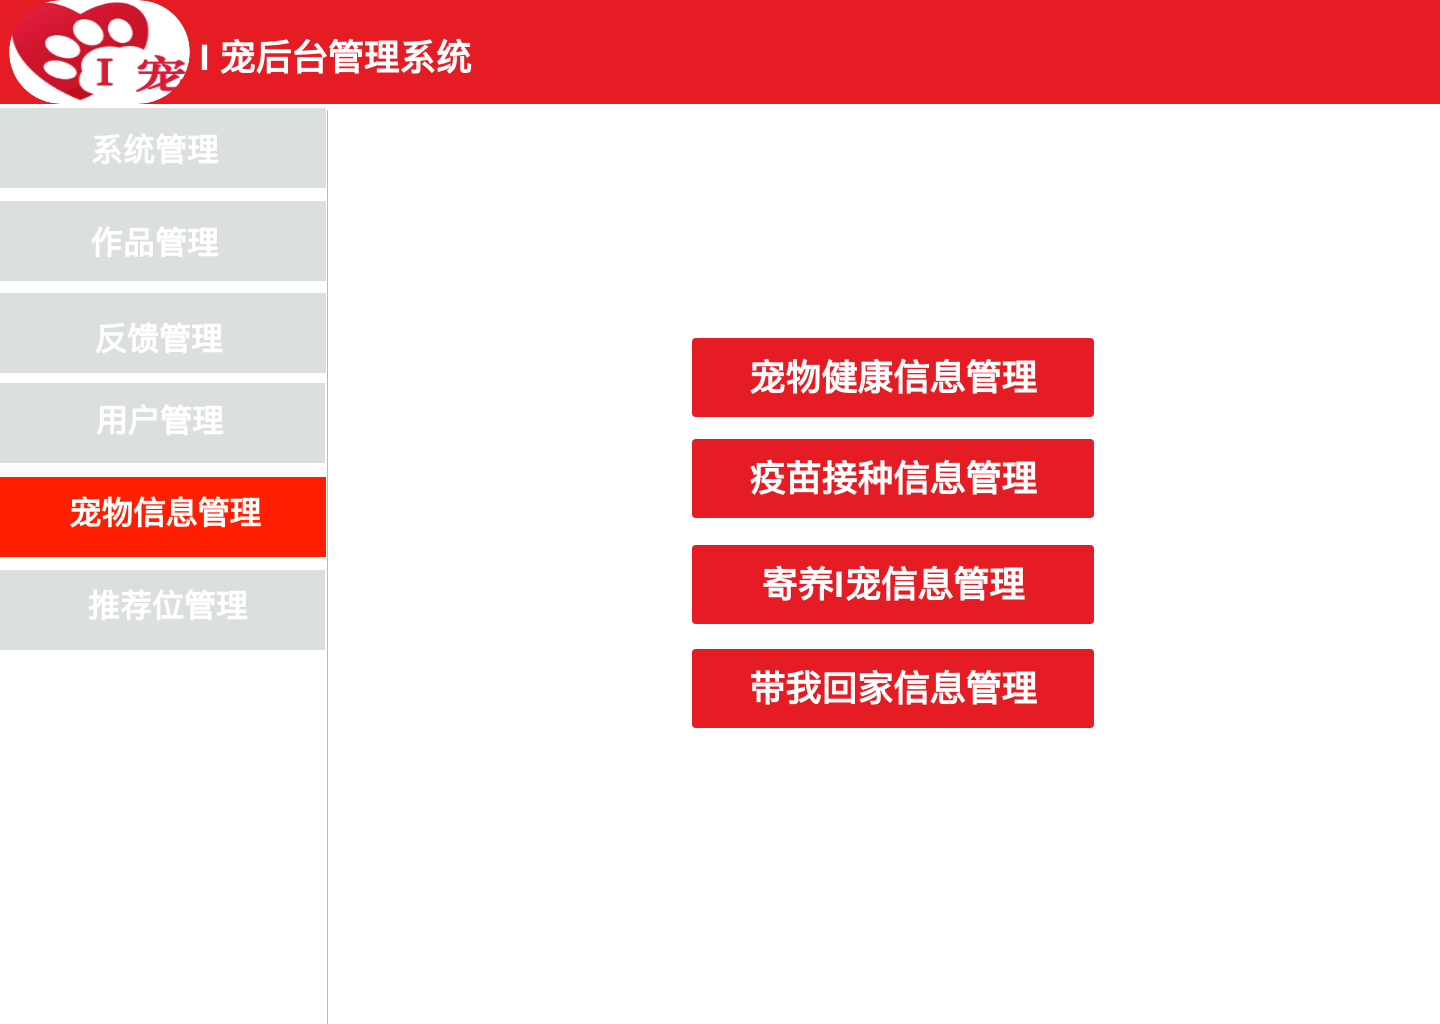 I 宠
I 宠后台管理系统
系统管理
作品管理
反馈管理
用户管理
宠物信息管理
推荐位管理
宠物健康信息管理
疫苗接种信息管理
寄养I宠信息管理
带我回家信息管理